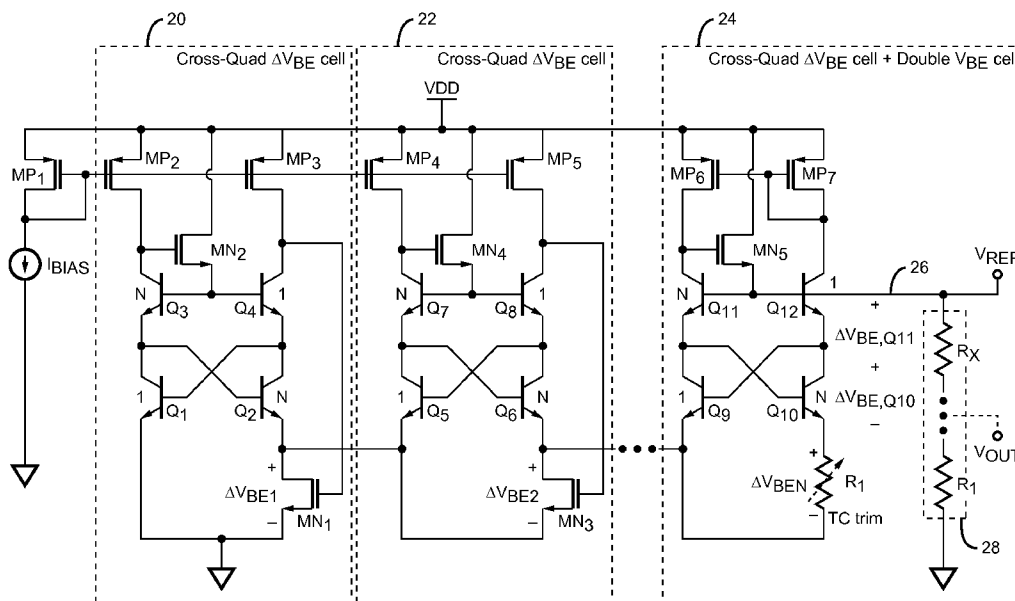 20
22
24
Cross-Quad ΔVBE cell
Cross-Quad ΔVBE cell
Cross-Quad ΔVBE cell + Double VBE cell
VDD
MP1
MP2
MP3
MP4
MP5
MP6
MP7
IBIAS
MN2
MN4
MN5
26
VREF
N
Q3
Q4
1
N
Q7
Q8
1
N
Q11
Q12
1
+
ΔVBE,Q11
RX
+
1
Q1
Q2
N
1
Q5
Q6
N
1
Q9
Q10
N
ΔVBE,Q10
–
VOUT
+
ΔVBE1
–
MN1
+
ΔVBE2
–
MN3
+
ΔVBEN
–
R1
TC trim
R1
28